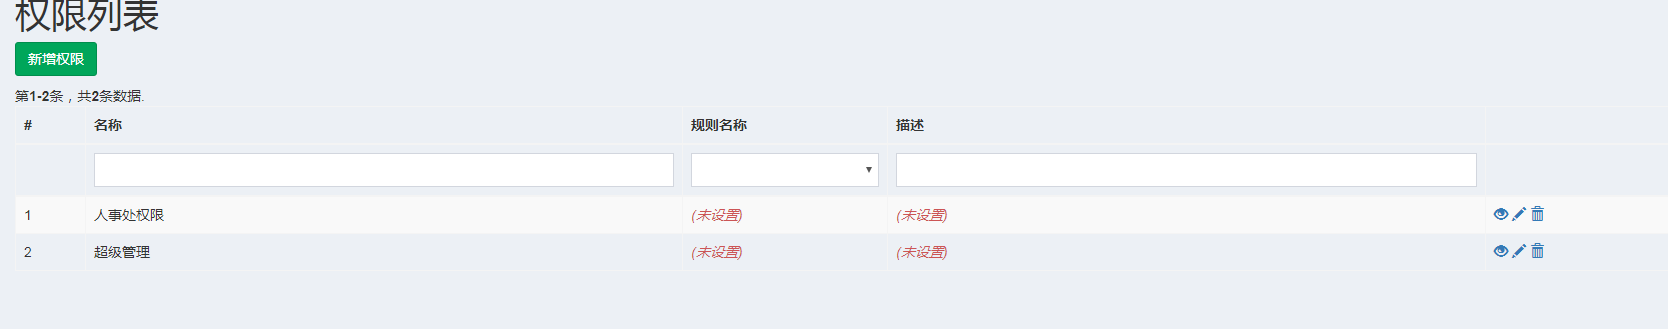 权限列表
新增权限
第1-2条，共2条数据.
# 名称 规则名称 描述
1 人事处权限 (未设置) (未设置)
2 超级管理 (未设置) (未设置)